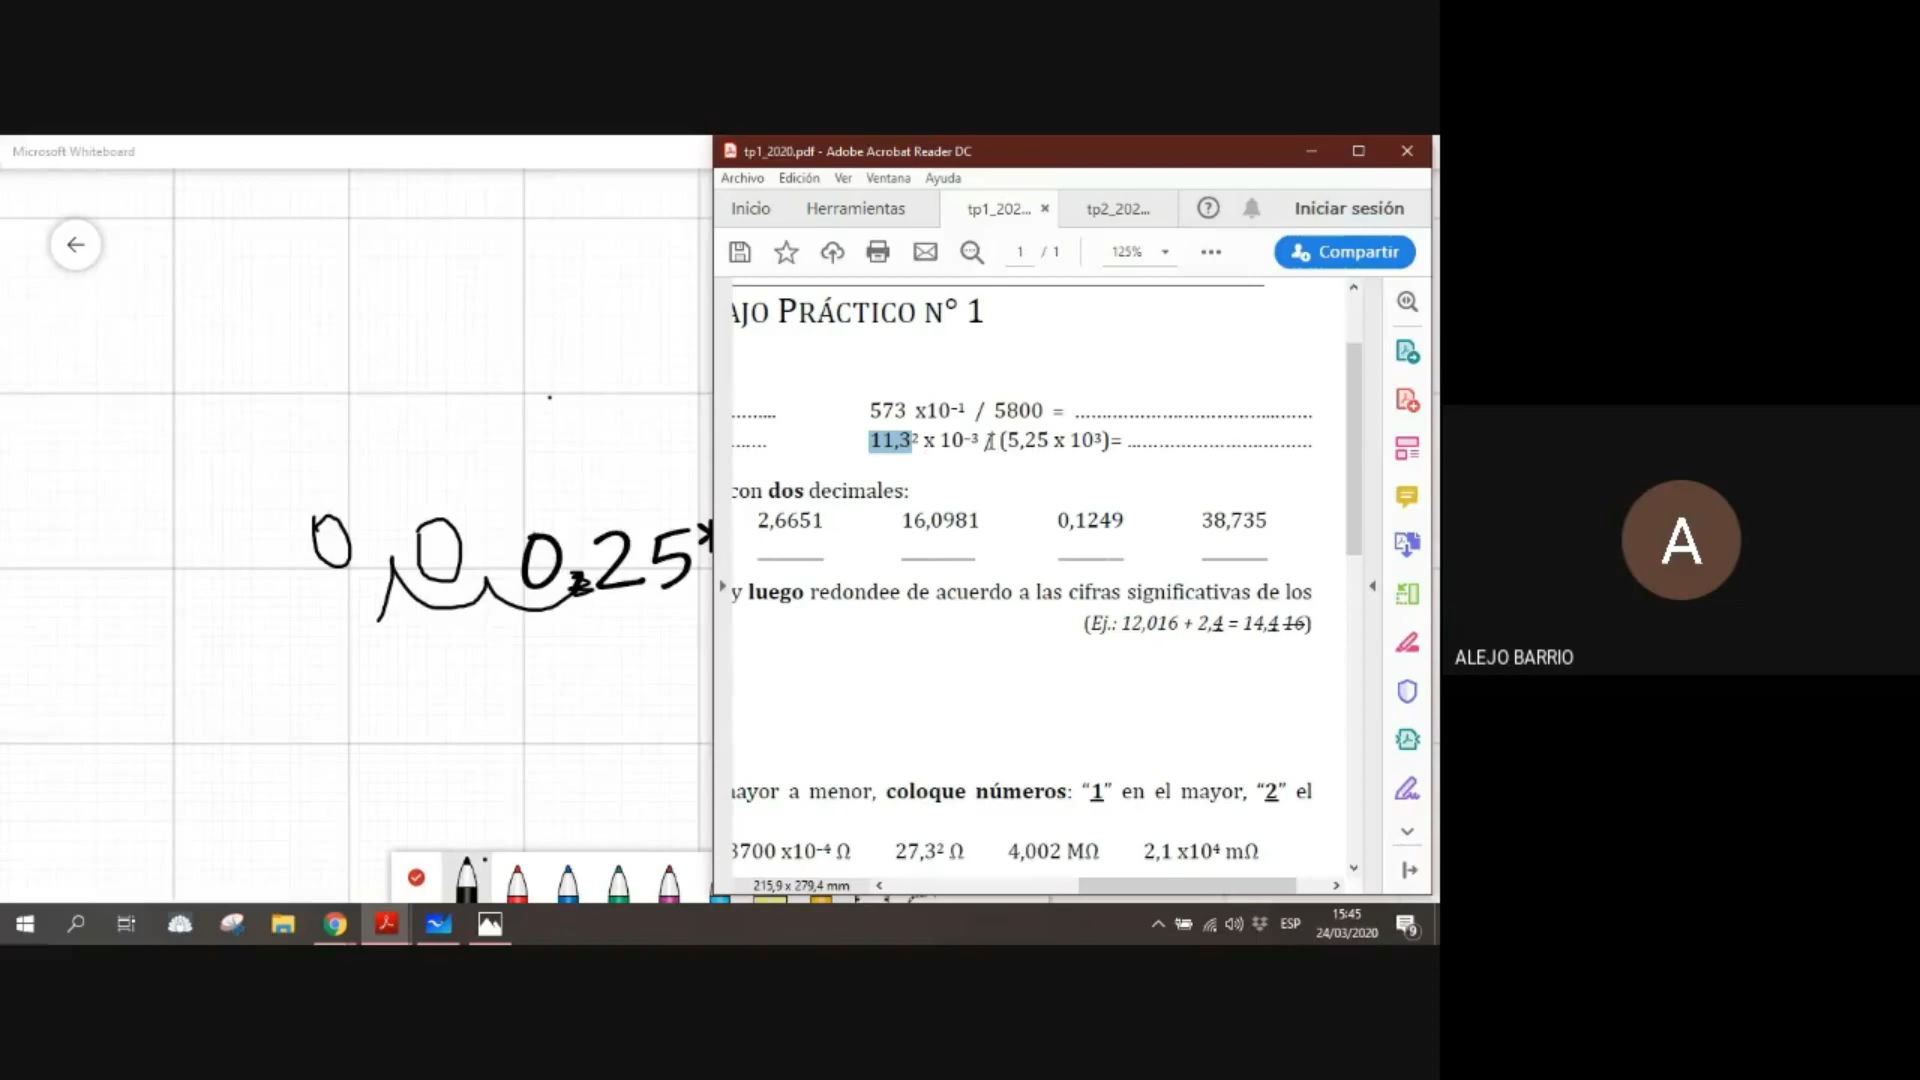 Microsoft Whiteboard
0 0 0,25*
tp1_2020.pdf - Adobe Acrobat Reader DC
Archivo Edición Ver Ventana Ayuda
Inicio Herramientas tp1_202... × tp2_202... Iniciar sesión
1 / 1 125% Compartir
AJO PRÁCTICO N° 1
........ 573 x10⁻¹ / 5800 = ..........................................
....... 11,3² x 10⁻³ / (5,25 x 10³)= ................................
con dos decimales:
2,6651 16,0981 0,1249 38,735
y luego redondee de acuerdo a las cifras significativas de los
(Ej.: 12,016 + 2,4 = 14,4 16)
ayor a menor, coloque números: “1” en el mayor, “2” el
3700 x10⁻⁴ Ω 27,3² Ω 4,002 MΩ 2,1 x10⁴ mΩ
215,9 x 279,4 mm
ESP
15:45
24/03/2020
9
A
ALEJO BARRIO